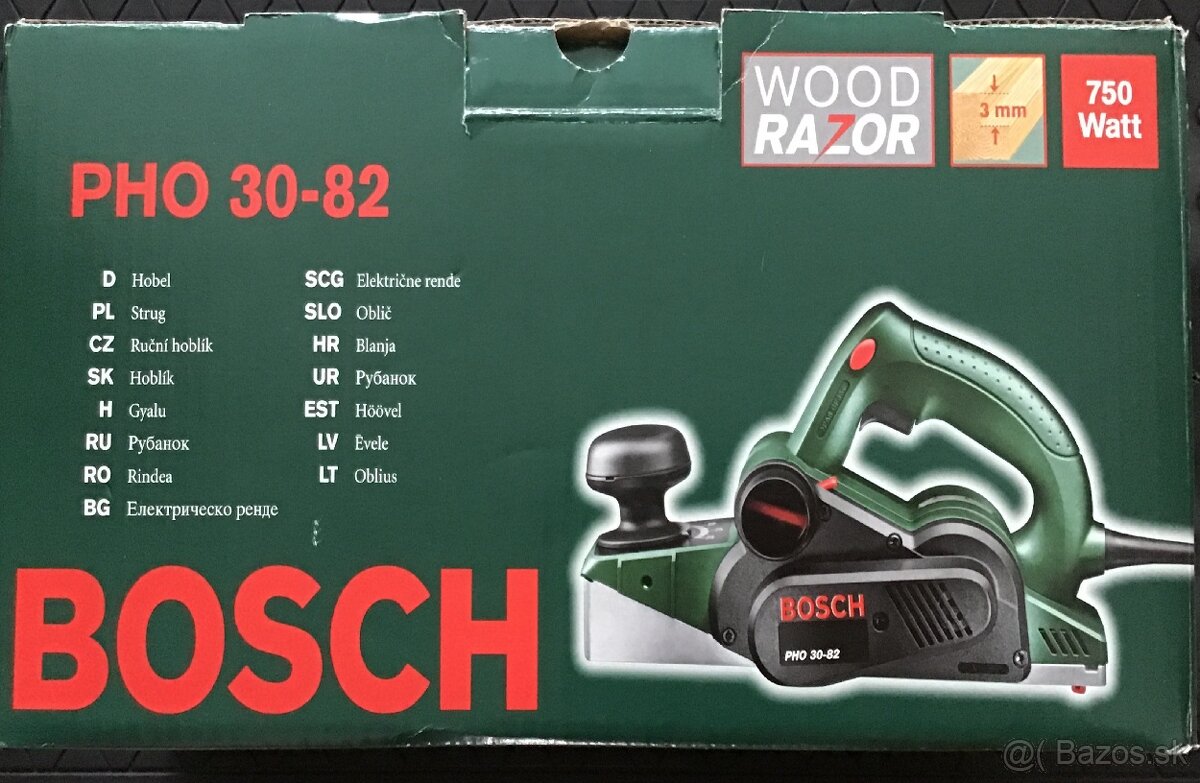 WOOD
RAZOR
3 mm
750
Watt
PHO 30-82
D Hobel
PL Strug
CZ Ruční hoblík
SK Hoblík
H Gyalu
RU Рубанок
RO Rindea
BG Електрическо ренде
SCG Električne rende
SLO Oblič
HR Blanja
UR Рубанок
EST Höövel
LV Ēvele
LT Oblius
BOSCH
BOSCH
PHO 30-82
@( Bazos.sk